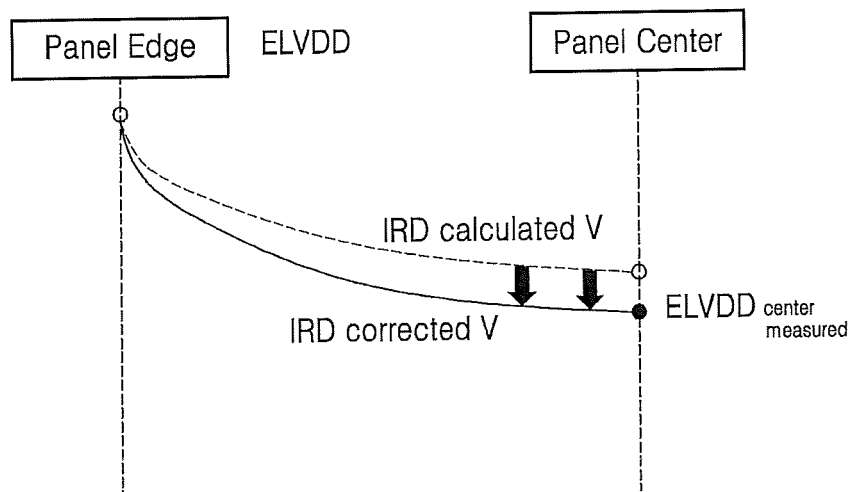 Panel Edge
ELVDD
Panel Center
IRD calculated V
IRD corrected V
ELVDD center
measured